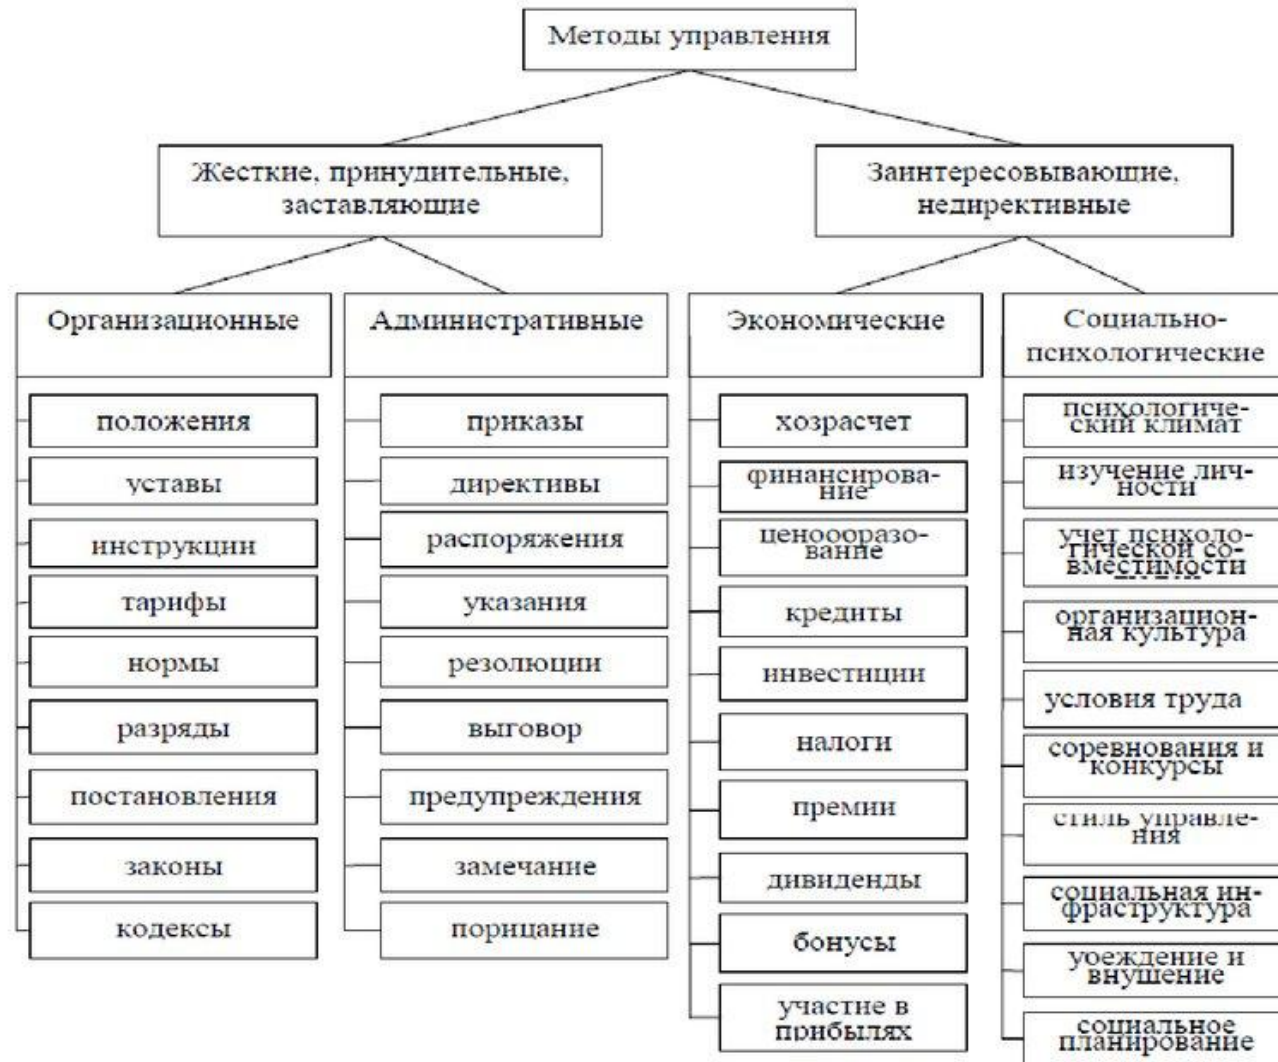 Методы управления
Жесткие, принудительные,
заставляющие
Заинтересовывающие,
недирективные
Организационные
положения
уставы
инструкции
тарифы
нормы
разряды
постановления
законы
кодексы
Административные
приказы
директивы
распоряжения
указания
резолюции
выговор
предупреждения
замечание
порицание
Экономические
хозрасчет
финансирова-
ние
ценообразо-
вание
кредиты
инвестиции
налоги
премии
дивиденды
бонусы
участие в
прибылях
Социально-
психологические
психологиче-
ский климат
изучение лич-
ности
учет психоло-
гической со-
вместимости
организацион-
ная культура
условия труда
соревнования и
конкурсы
стиль управле-
ния
социальная ин-
фраструктура
убеждение и
внушение
социальное
планирование